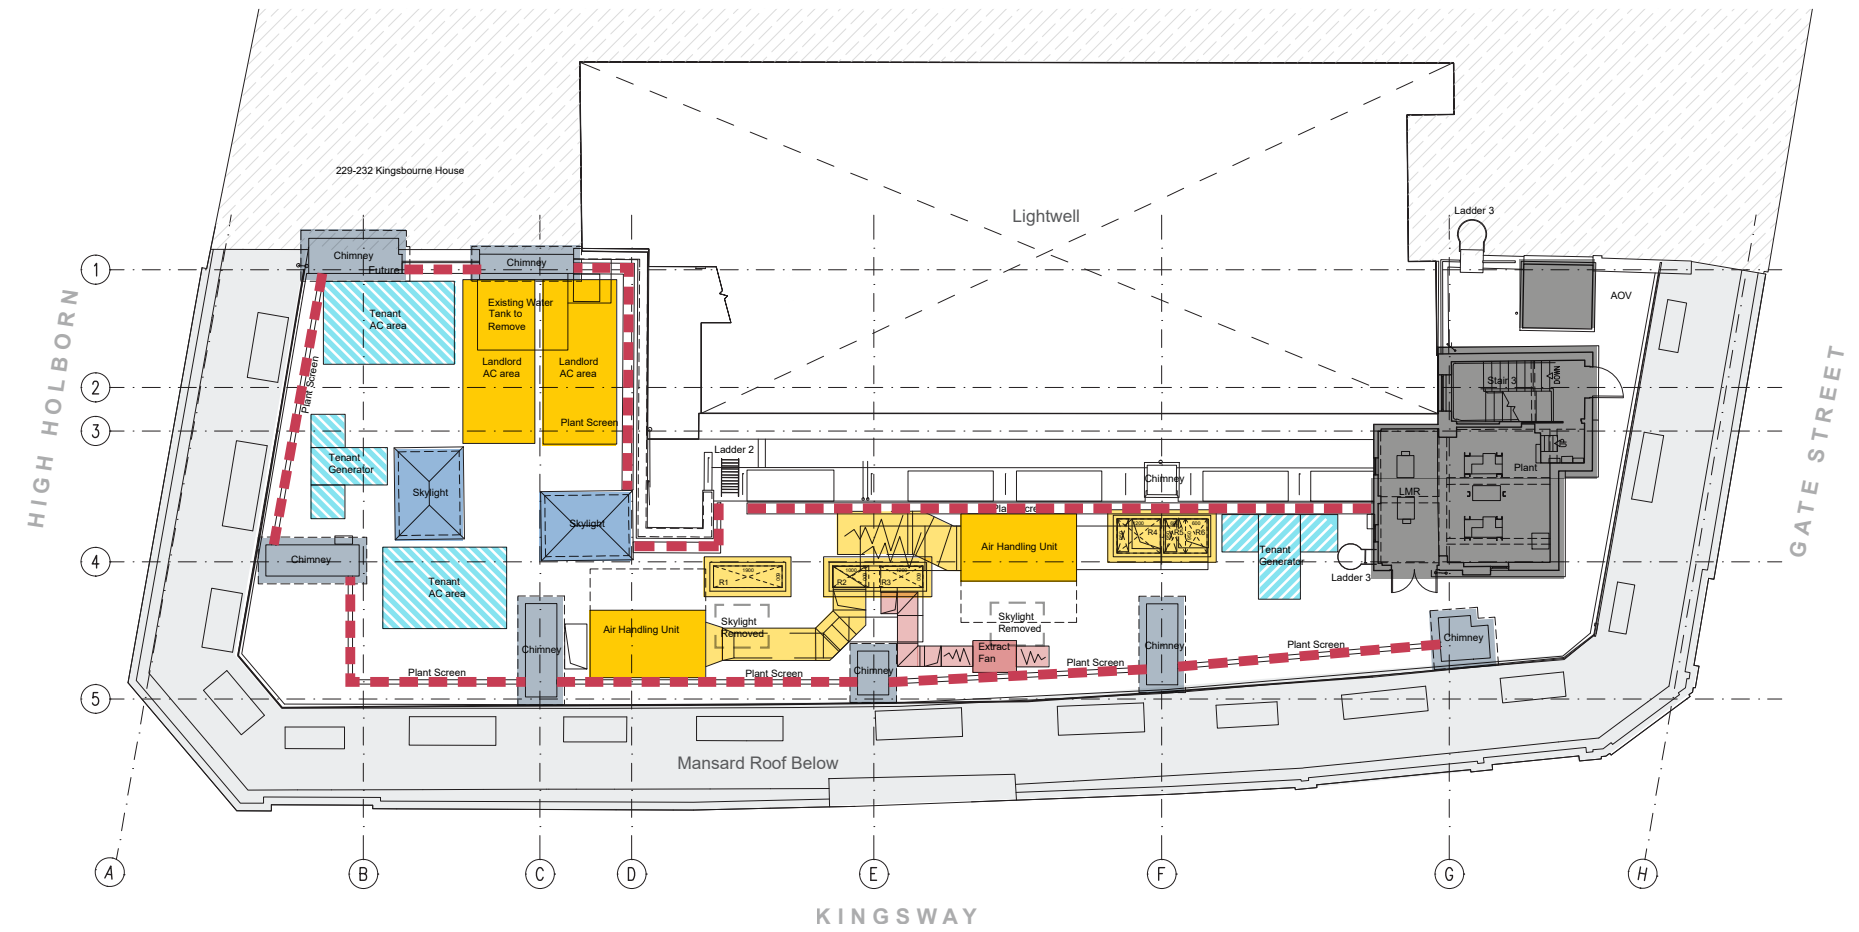 229-232 Kingsbourne House
Lightwell
Ladder 3
Chimney
Future
Chimney
1
AOV
HIGH HOLBORN
Existing Water
Tank to
Remove
Tenant
AC area
Landlord
AC area
Landlord
AC area
Plant Screen
2
Stair 3
DOWN
GATE STREET
Plant Screen
3
Ladder 2
Tenant
Generator
Skylight
Skylight
Chimney
Plant Screen
LMR
Plant
Air Handling Unit
R4
R5
R6
Tenant
Generator
Ladder 3
4
Chimney
Tenant
AC area
R1
R2
R3
Chimney
Air Handling Unit
Skylight
Removed
Skylight
Removed
Extract
Fan
Chimney
Chimney
Chimney
Plant Screen
Plant Screen
Plant Screen
Plant Screen
5
Mansard Roof Below
A
B
C
D
E
F
G
H
KINGSWAY